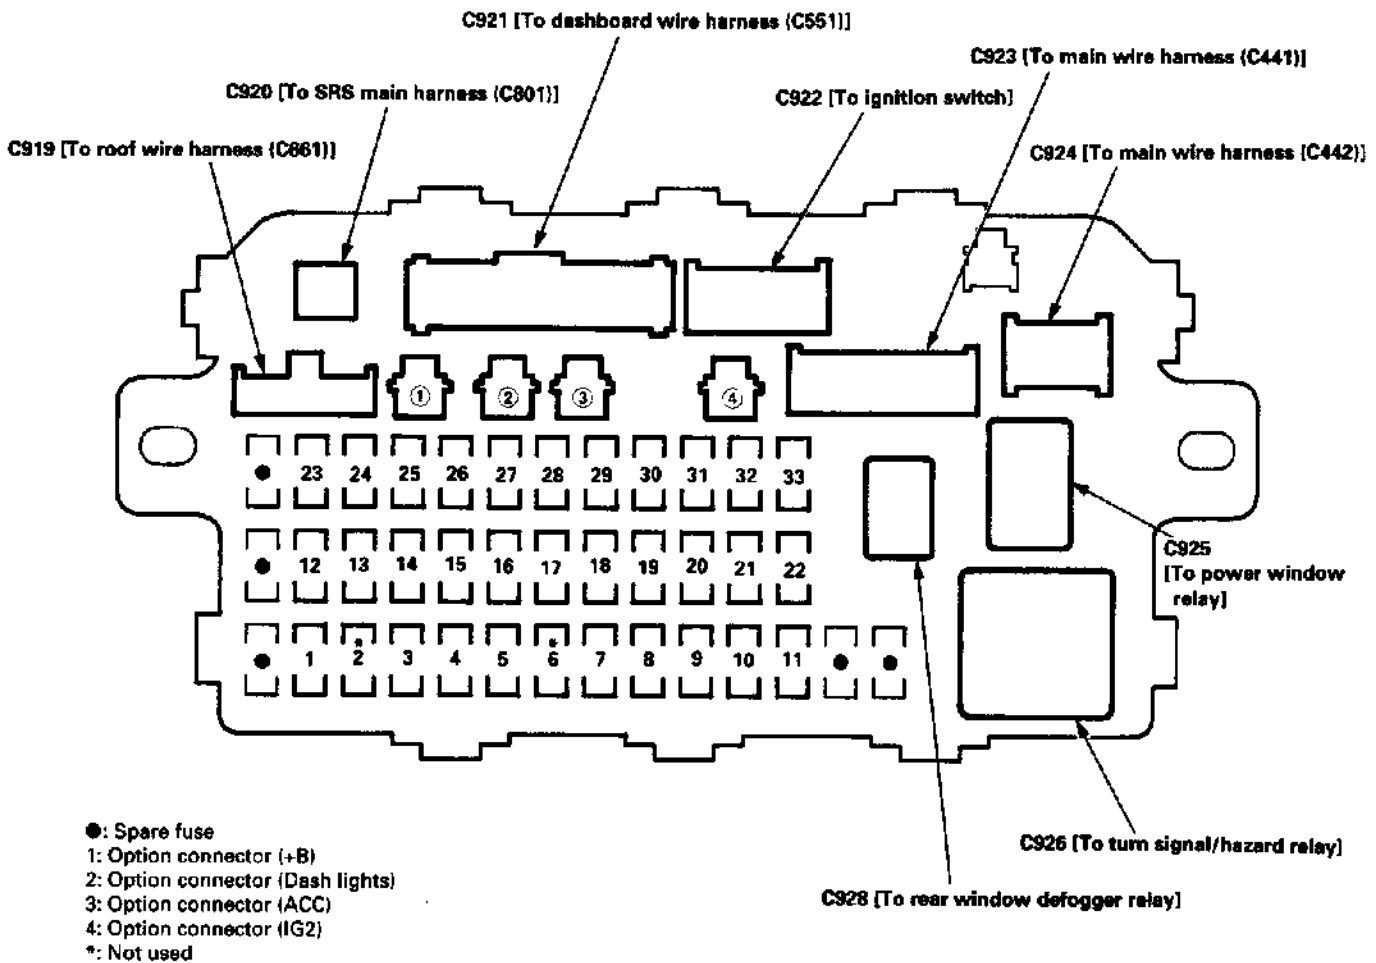 C921 [To dashboard wire harness (C551)]
C923 [To main wire harness (C441)]
C920 [To SRS main harness (C801)]
C922 [To ignition switch]
C919 [To roof wire harness (C661)]
C924 [To main wire harness (C442)]
1 2 3 4
23 24 25 26 27 28 29 30 31 32 33
12 13 14 15 16 17 18 19 20 21 22
C925
[To power window
relay]
* *
1 2 3 4 5 6 7 8 9 10 11
C926 [To turn signal/hazard relay]
C928 [To rear window defogger relay]
●: Spare fuse
1: Option connector (+B)
2: Option connector (Dash lights)
3: Option connector (ACC)
4: Option connector (IG2)
*: Not used